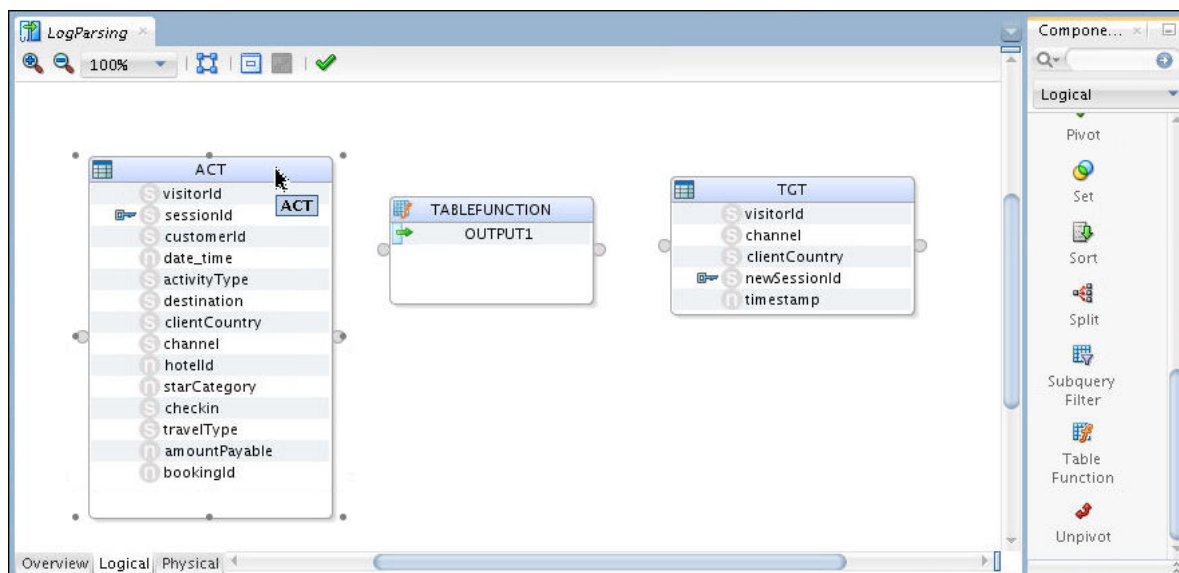 LogParsing
100%
ACT
visitorId
sessionId
ACT
customerId
date_time
activityType
destination
clientCountry
channel
hotelId
starCategory
checkin
travelType
amountPayable
bookingId
TABLEFUNCTION
OUTPUT1
TGT
visitorId
channel
clientCountry
newSessionId
timestamp
Overview Logical Physical
Compone...
Logical
Pivot
Set
Sort
Split
Subquery
Filter
Table
Function
Unpivot